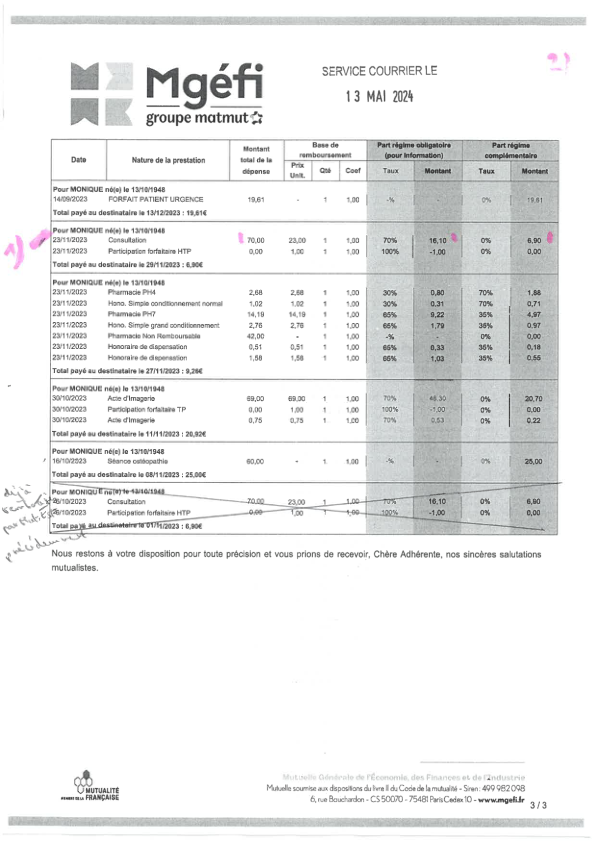 Mgéfi
groupe matmut
SERVICE COURRIER LE
13 MAI 2024
2)
Date Nature de la prestation Montant total de la dépense Base de remboursement Prix Unit. Qté Coef Part régime obligatoire (pour information) Taux Montant Part régime complémentaire Taux Montant
Pour MONIQUE né(e) le 13/10/1948
14/09/2023 FORFAIT PATIENT URGENCE 19,61 - 1 1,00 -% - 0% 19,61
Total payé au destinataire le 13/12/2023 : 19,61€
1)
Pour MONIQUE né(e) le 13/10/1948
23/11/2023 Consultation 70,00 23,00 1 1,00 70% 16,10 0% 6,90
23/11/2023 Participation forfaitaire HTP 0,00 1,00 1 1,00 100% -1,00 0% 0,00
Total payé au destinataire le 29/11/2023 : 6,90€
Pour MONIQUE né(e) le 13/10/1948
23/11/2023 Pharmacie PH4 2,68 2,68 1 1,00 30% 0,80 70% 1,88
23/11/2023 Hono. Simple conditionnement normal 1,02 1,02 1 1,00 30% 0,31 70% 0,71
23/11/2023 Pharmacie PH7 14,19 14,19 1 1,00 65% 9,22 35% 4,97
23/11/2023 Hono. Simple grand conditionnement 2,76 2,76 1 1,00 65% 1,79 35% 0,97
23/11/2023 Pharmacie Non Remboursable 42,00 - 1 1,00 -% - 0% 0,00
23/11/2023 Honoraire de dispensation 0,51 0,51 1 1,00 65% 0,33 35% 0,18
23/11/2023 Honoraire de dispensation 1,58 1,58 1 1,00 65% 1,03 35% 0,55
Total payé au destinataire le 27/11/2023 : 9,26€
Pour MONIQUE né(e) le 13/10/1948
30/10/2023 Acte d'Imagerie 69,00 69,00 1 1,00 70% 48,30 0% 20,70
30/10/2023 Participation forfaitaire TP 0,00 1,00 1 1,00 100% -1,00 0% 0,00
30/10/2023 Acte d'Imagerie 0,75 0,75 1 1,00 70% 0,53 0% 0,22
Total payé au destinataire le 11/11/2023 : 20,92€
Pour MONIQUE né(e) le 13/10/1948
16/10/2023 Séance ostéopathie 60,00 - 1 1,00 -% - 0% 25,00
Total payé au destinataire le 08/11/2023 : 25,00€
déjà
précédemment
Pour MONIQUE né(e) le 13/10/1948
26/10/2023 Consultation 70,00 23,00 1 1,00 70% 16,10 0% 6,90
26/10/2023 Participation forfaitaire HTP 0,00 1,00 1 1,00 100% -1,00 0% 0,00
Total payé au destinataire le 01/11/2023 : 6,90€
Nous restons à votre disposition pour toute précision et vous prions de recevoir, Chère Adhérente, nos sincères salutations
mutualistes.
MUTUALITÉ
MEMBRE DE LA FRANÇAISE
Mutuelle Générale de l'Économie, des Finances et de l'Industrie
Mutuelle soumise aux dispositions du livre II du Code de la mutualité - Siren: 499 982 098
6, rue Bouchardon - CS 50070 - 75481 Paris Cedex 10 - www.mgefi.fr
3 / 3